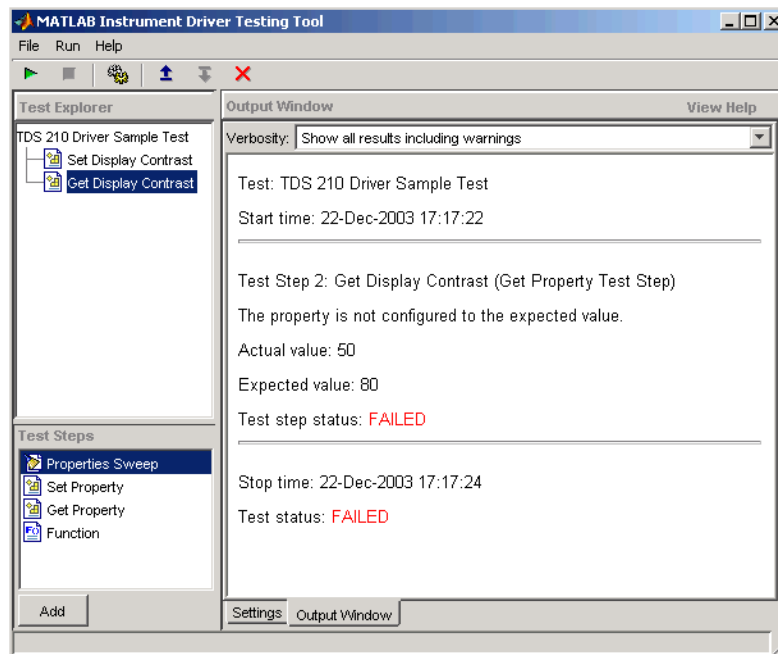 MATLAB Instrument Driver Testing Tool
File Run Help
Test Explorer
TDS 210 Driver Sample Test
Set Display Contrast
Get Display Contrast
Test Steps
Properties Sweep
Set Property
Get Property
Function
Add
Output Window View Help
Verbosity: Show all results including warnings
Test: TDS 210 Driver Sample Test
Start time: 22-Dec-2003 17:17:22
Test Step 2: Get Display Contrast (Get Property Test Step)
The property is not configured to the expected value.
Actual value: 50
Expected value: 80
Test step status: FAILED
Stop time: 22-Dec-2003 17:17:24
Test status: FAILED
Settings Output Window